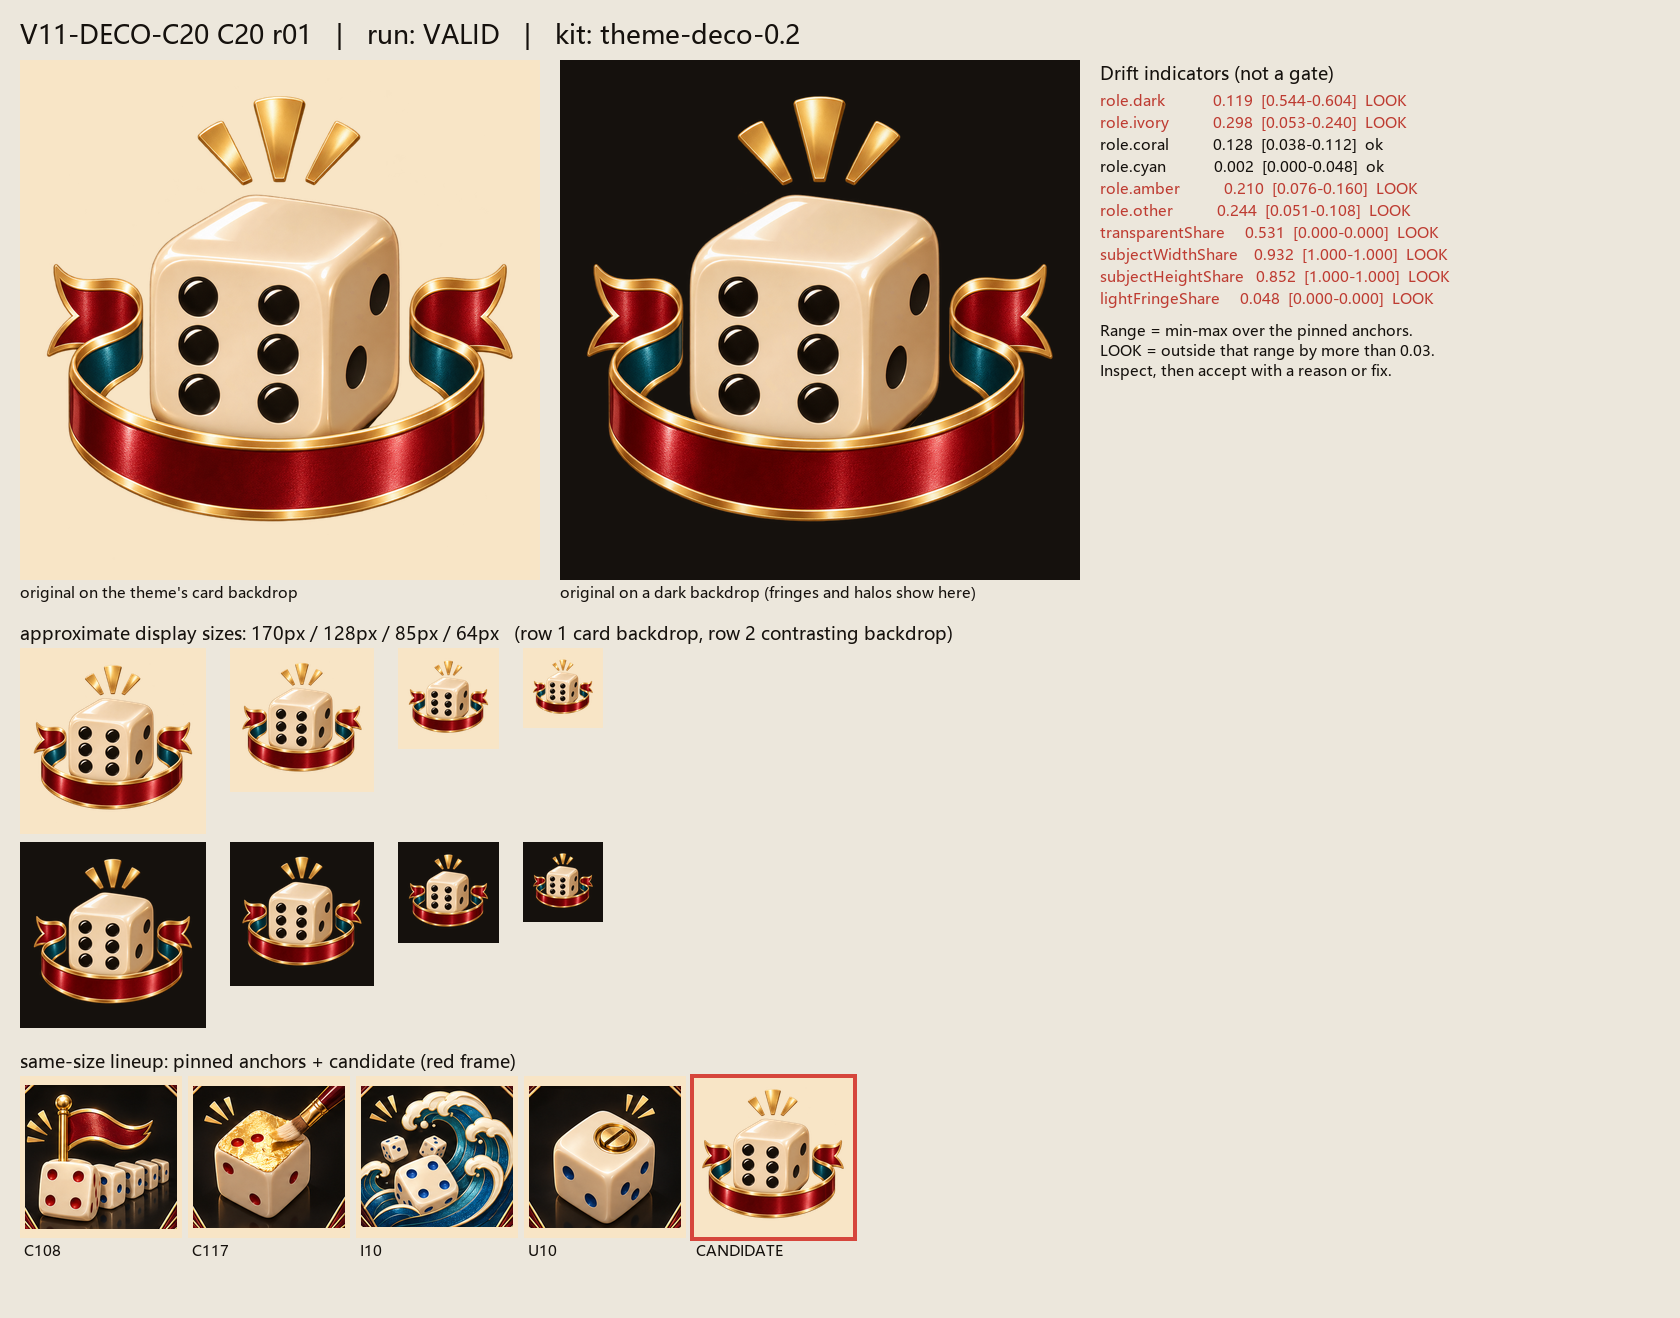 V11-DECO-C20 C20 r01 | run: VALID | kit: theme-deco-0.2
Drift indicators (not a gate)
role.dark 0.119 [0.544-0.604] LOOK
role.ivory 0.298 [0.053-0.240] LOOK
role.coral 0.128 [0.038-0.112] ok
role.cyan 0.002 [0.000-0.048] ok
role.amber 0.210 [0.076-0.160] LOOK
role.other 0.244 [0.051-0.108] LOOK
transparentShare 0.531 [0.000-0.000] LOOK
subjectWidthShare 0.932 [1.000-1.000] LOOK
subjectHeightShare 0.852 [1.000-1.000] LOOK
lightFringeShare 0.048 [0.000-0.000] LOOK
Range = min-max over the pinned anchors.
LOOK = outside that range by more than 0.03.
Inspect, then accept with a reason or fix.
original on the theme's card backdrop
original on a dark backdrop (fringes and halos show here)
approximate display sizes: 170px / 128px / 85px / 64px (row 1 card backdrop, row 2 contrasting backdrop)
same-size lineup: pinned anchors + candidate (red frame)
C108
C117
I10
U10
CANDIDATE